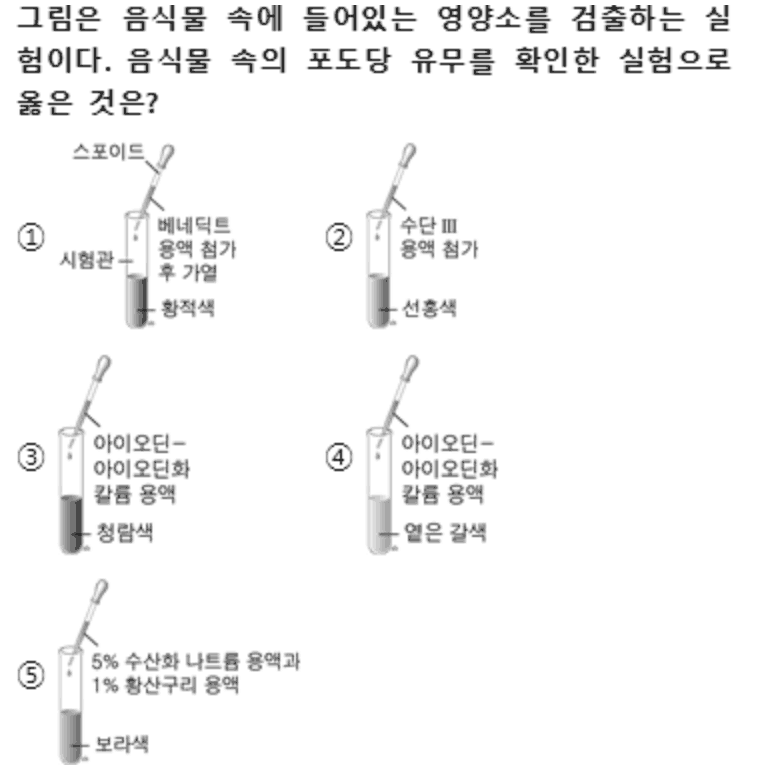 그림은 음식물 속에 들어있는 영양소를 검출하는 실
험이다. 음식물 속의 포도당 유무를 확인한 실험으로
옳은 것은?
①
스포이드
시험관
베네딕트
용액 첨가
후 가열
황적색
②
수단 Ⅲ
용액 첨가
선홍색
③
아이오딘-
아이오딘화
칼륨 용액
청람색
④
아이오딘-
아이오딘화
칼륨 용액
옅은 갈색
⑤
5% 수산화 나트륨 용액과
1% 황산구리 용액
보라색